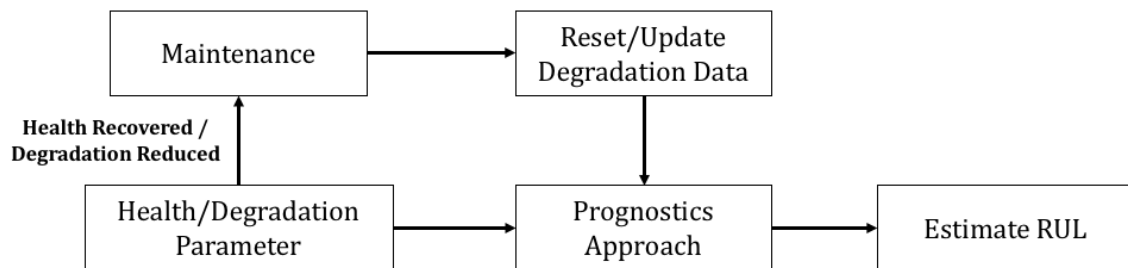 Maintenance
Reset/Update
Degradation Data
Health Recovered /
Degradation Reduced
Health/Degradation
Parameter
Prognostics
Approach
Estimate RUL